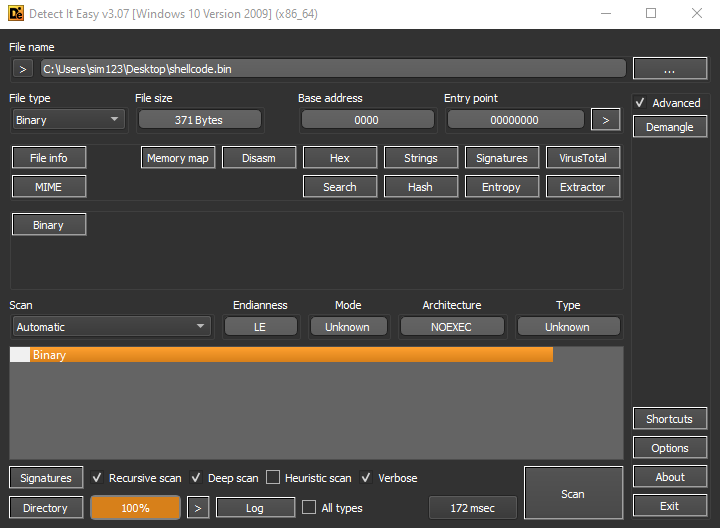 Detect It Easy v3.07 [Windows 10 Version 2009] (x86_64)
File name
> C:\Users\sim123\Desktop\shellcode.bin ...
File type File size Base address Entry point Advanced
Binary 371 Bytes 0000 00000000 > Demangle
File info Memory map Disasm Hex Strings Signatures VirusTotal
MIME Search Hash Entropy Extractor
Binary
Scan Endianness Mode Architecture Type
Automatic LE Unknown NOEXEC Unknown
Binary
Shortcuts
Options
Signatures Recursive scan Deep scan Heuristic scan Verbose Scan About
Directory 100% > Log All types 172 msec Exit